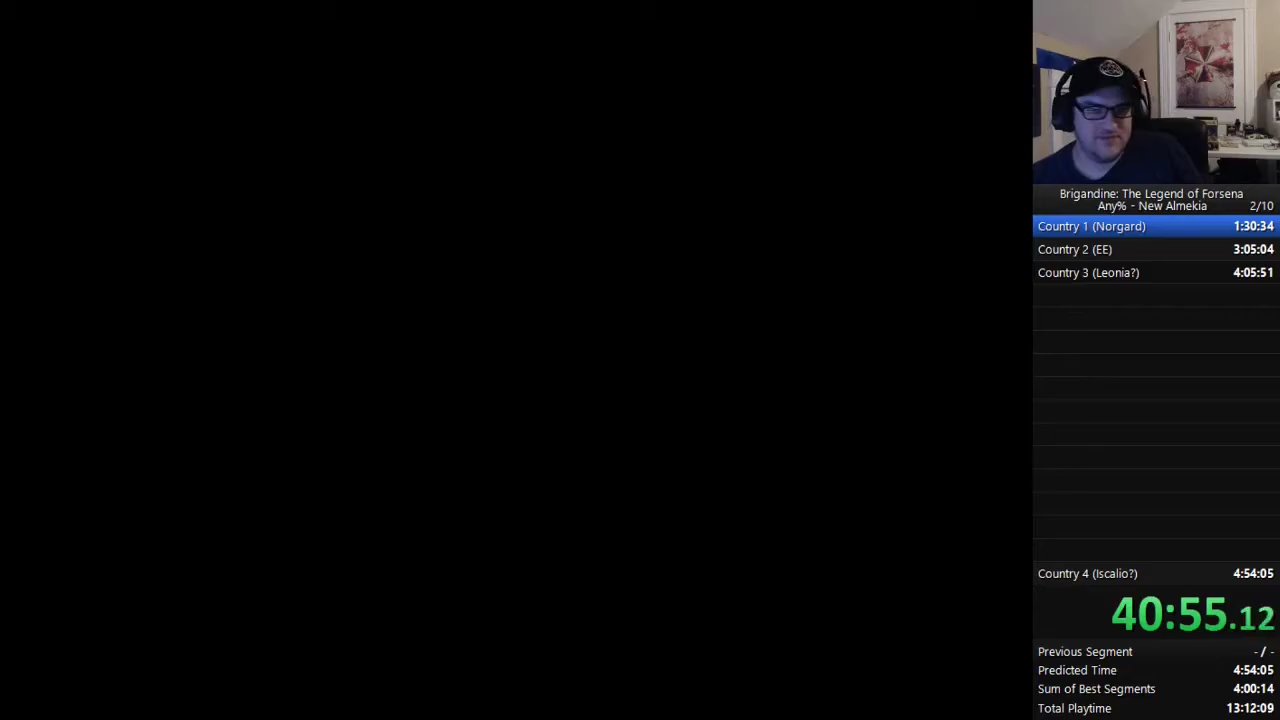 Brigandine: The Legend of Forsena
Any% - New Almekia 2/10
Country 1 (Norgard) 1:30:34
Country 2 (EE) 3:05:04
Country 3 (Leonia?) 4:05:51
Country 4 (Iscalio?) 4:54:05
40:55.12
Previous Segment - / -
Predicted Time 4:54:05
Sum of Best Segments 4:00:14
Total Playtime 13:12:09